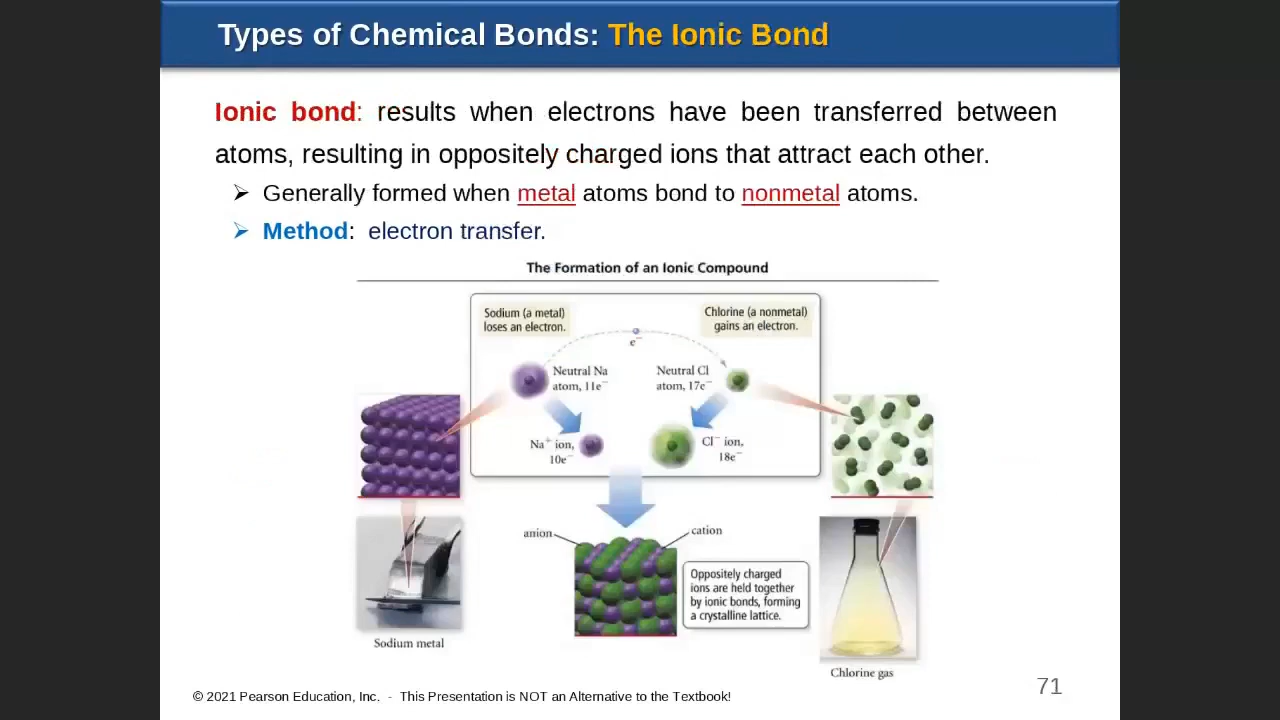 Types of Chemical Bonds: The Ionic Bond
Ionic bond: results when electrons have been transferred between
atoms, resulting in oppositely charged ions that attract each other.
➢ Generally formed when metal atoms bond to nonmetal atoms.
➢ Method: electron transfer.
The Formation of an Ionic Compound
Sodium (a metal)
loses an electron.
Chlorine (a nonmetal)
gains an electron.
e⁻
Neutral Na
atom, 11e⁻
Neutral Cl
atom, 17e⁻
Na⁺ ion,
10e⁻
Cl⁻ ion,
18e⁻
anion
cation
Oppositely charged
ions are held together
by ionic bonds, forming
a crystalline lattice.
Sodium metal
Chlorine gas
© 2021 Pearson Education, Inc. - This Presentation is NOT an Alternative to the Textbook!
71